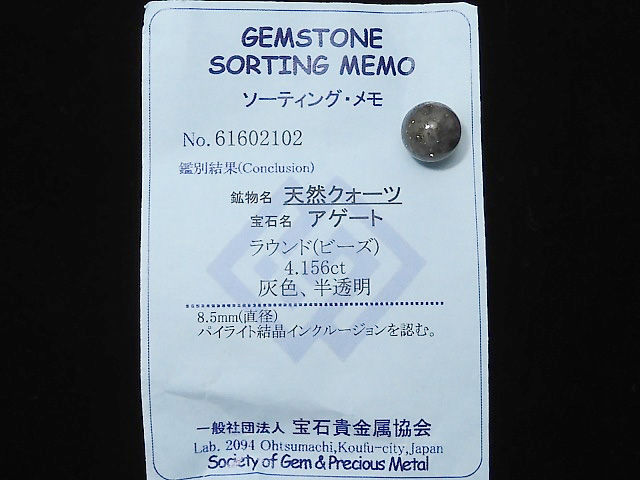 GEMSTONE
SORTING MEMO
ソーティング・メモ
No. 61602102
鑑別結果(Conclusion)
鉱物名 天然クォーツ
宝石名 アゲート
ラウンド(ビーズ)
4.156ct
灰色、半透明
8.5mm(直径)
パイライト結晶インクルージョンを認む。
一般社団法人 宝石貴金属協会
Lab. 2094 Ohtsumachi,Koufu-city,Japan
Society of Gem & Precious Metal